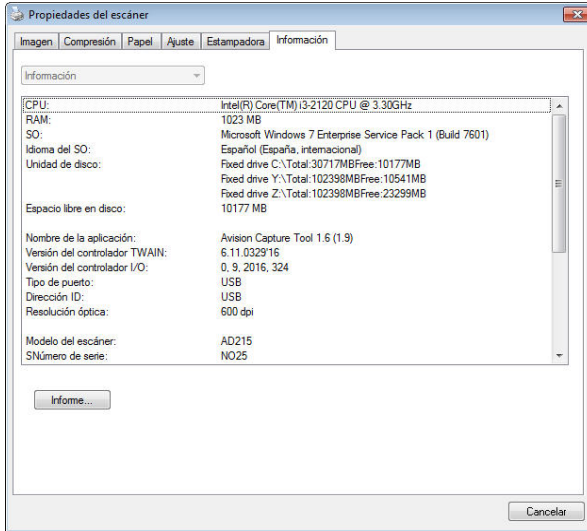 Propiedades del escáner
Imagen Compresión Papel Ajuste Estampadora Información
Información
CPU: Intel(R) Core(TM) i3-2120 CPU @ 3.30GHz
RAM: 1023 MB
SO: Microsoft Windows 7 Enterprise Service Pack 1 (Build 7601)
Idioma del SO: Español (España, internacional)
Unidad de disco: Fixed drive C:\Total:30717MBFree:10177MB
Fixed drive Y:\Total:102398MBFree:10541MB
Fixed drive Z:\Total:102398MBFree:23299MB
Espacio libre en disco: 10177 MB
Nombre de la aplicación: Avision Capture Tool 1.6 (1.9)
Versión del controlador TWAIN: 6.11.0329'16
Versión del controlador I/O: 0, 9, 2016, 324
Tipo de puerto: USB
Dirección ID: USB
Resolución óptica: 600 dpi
Modelo del escáner: AD215
SNúmero de serie: NO25
Informe...
Cancelar